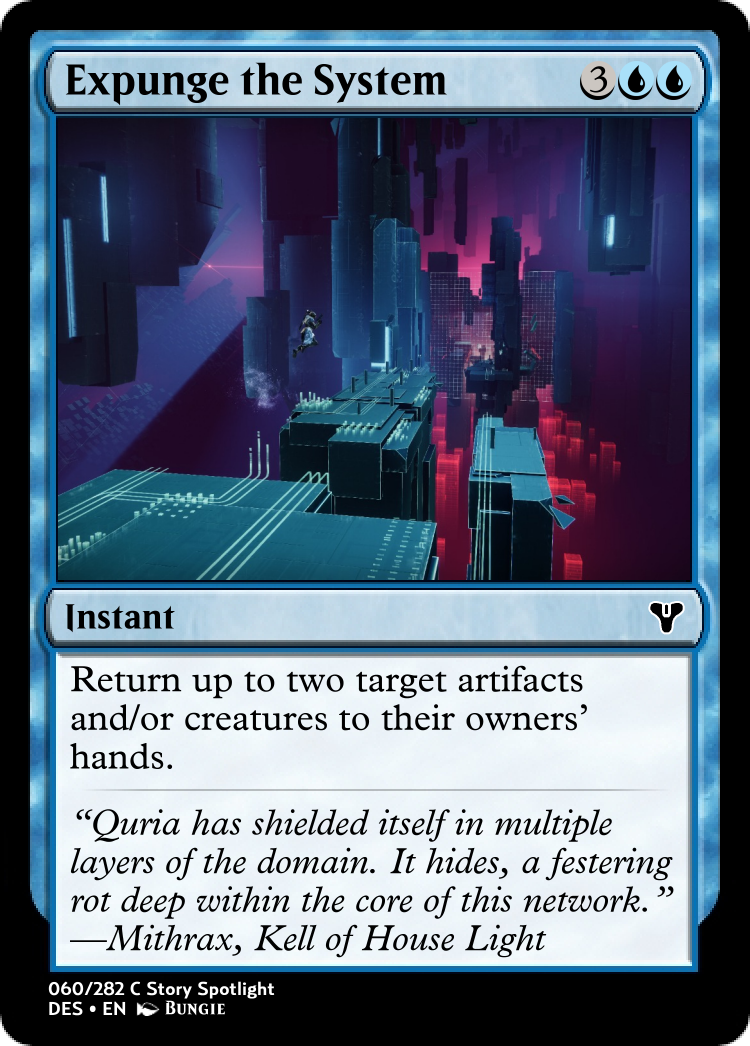 Expunge the System 3
Instant
Return up to two target artifacts
and/or creatures to their owners’
hands.
“Quria has shielded itself in multiple
layers of the domain. It hides, a festering
rot deep within the core of this network.”
—Mithrax, Kell of House Light
060/282 C Story Spotlight
DES • EN Bungie